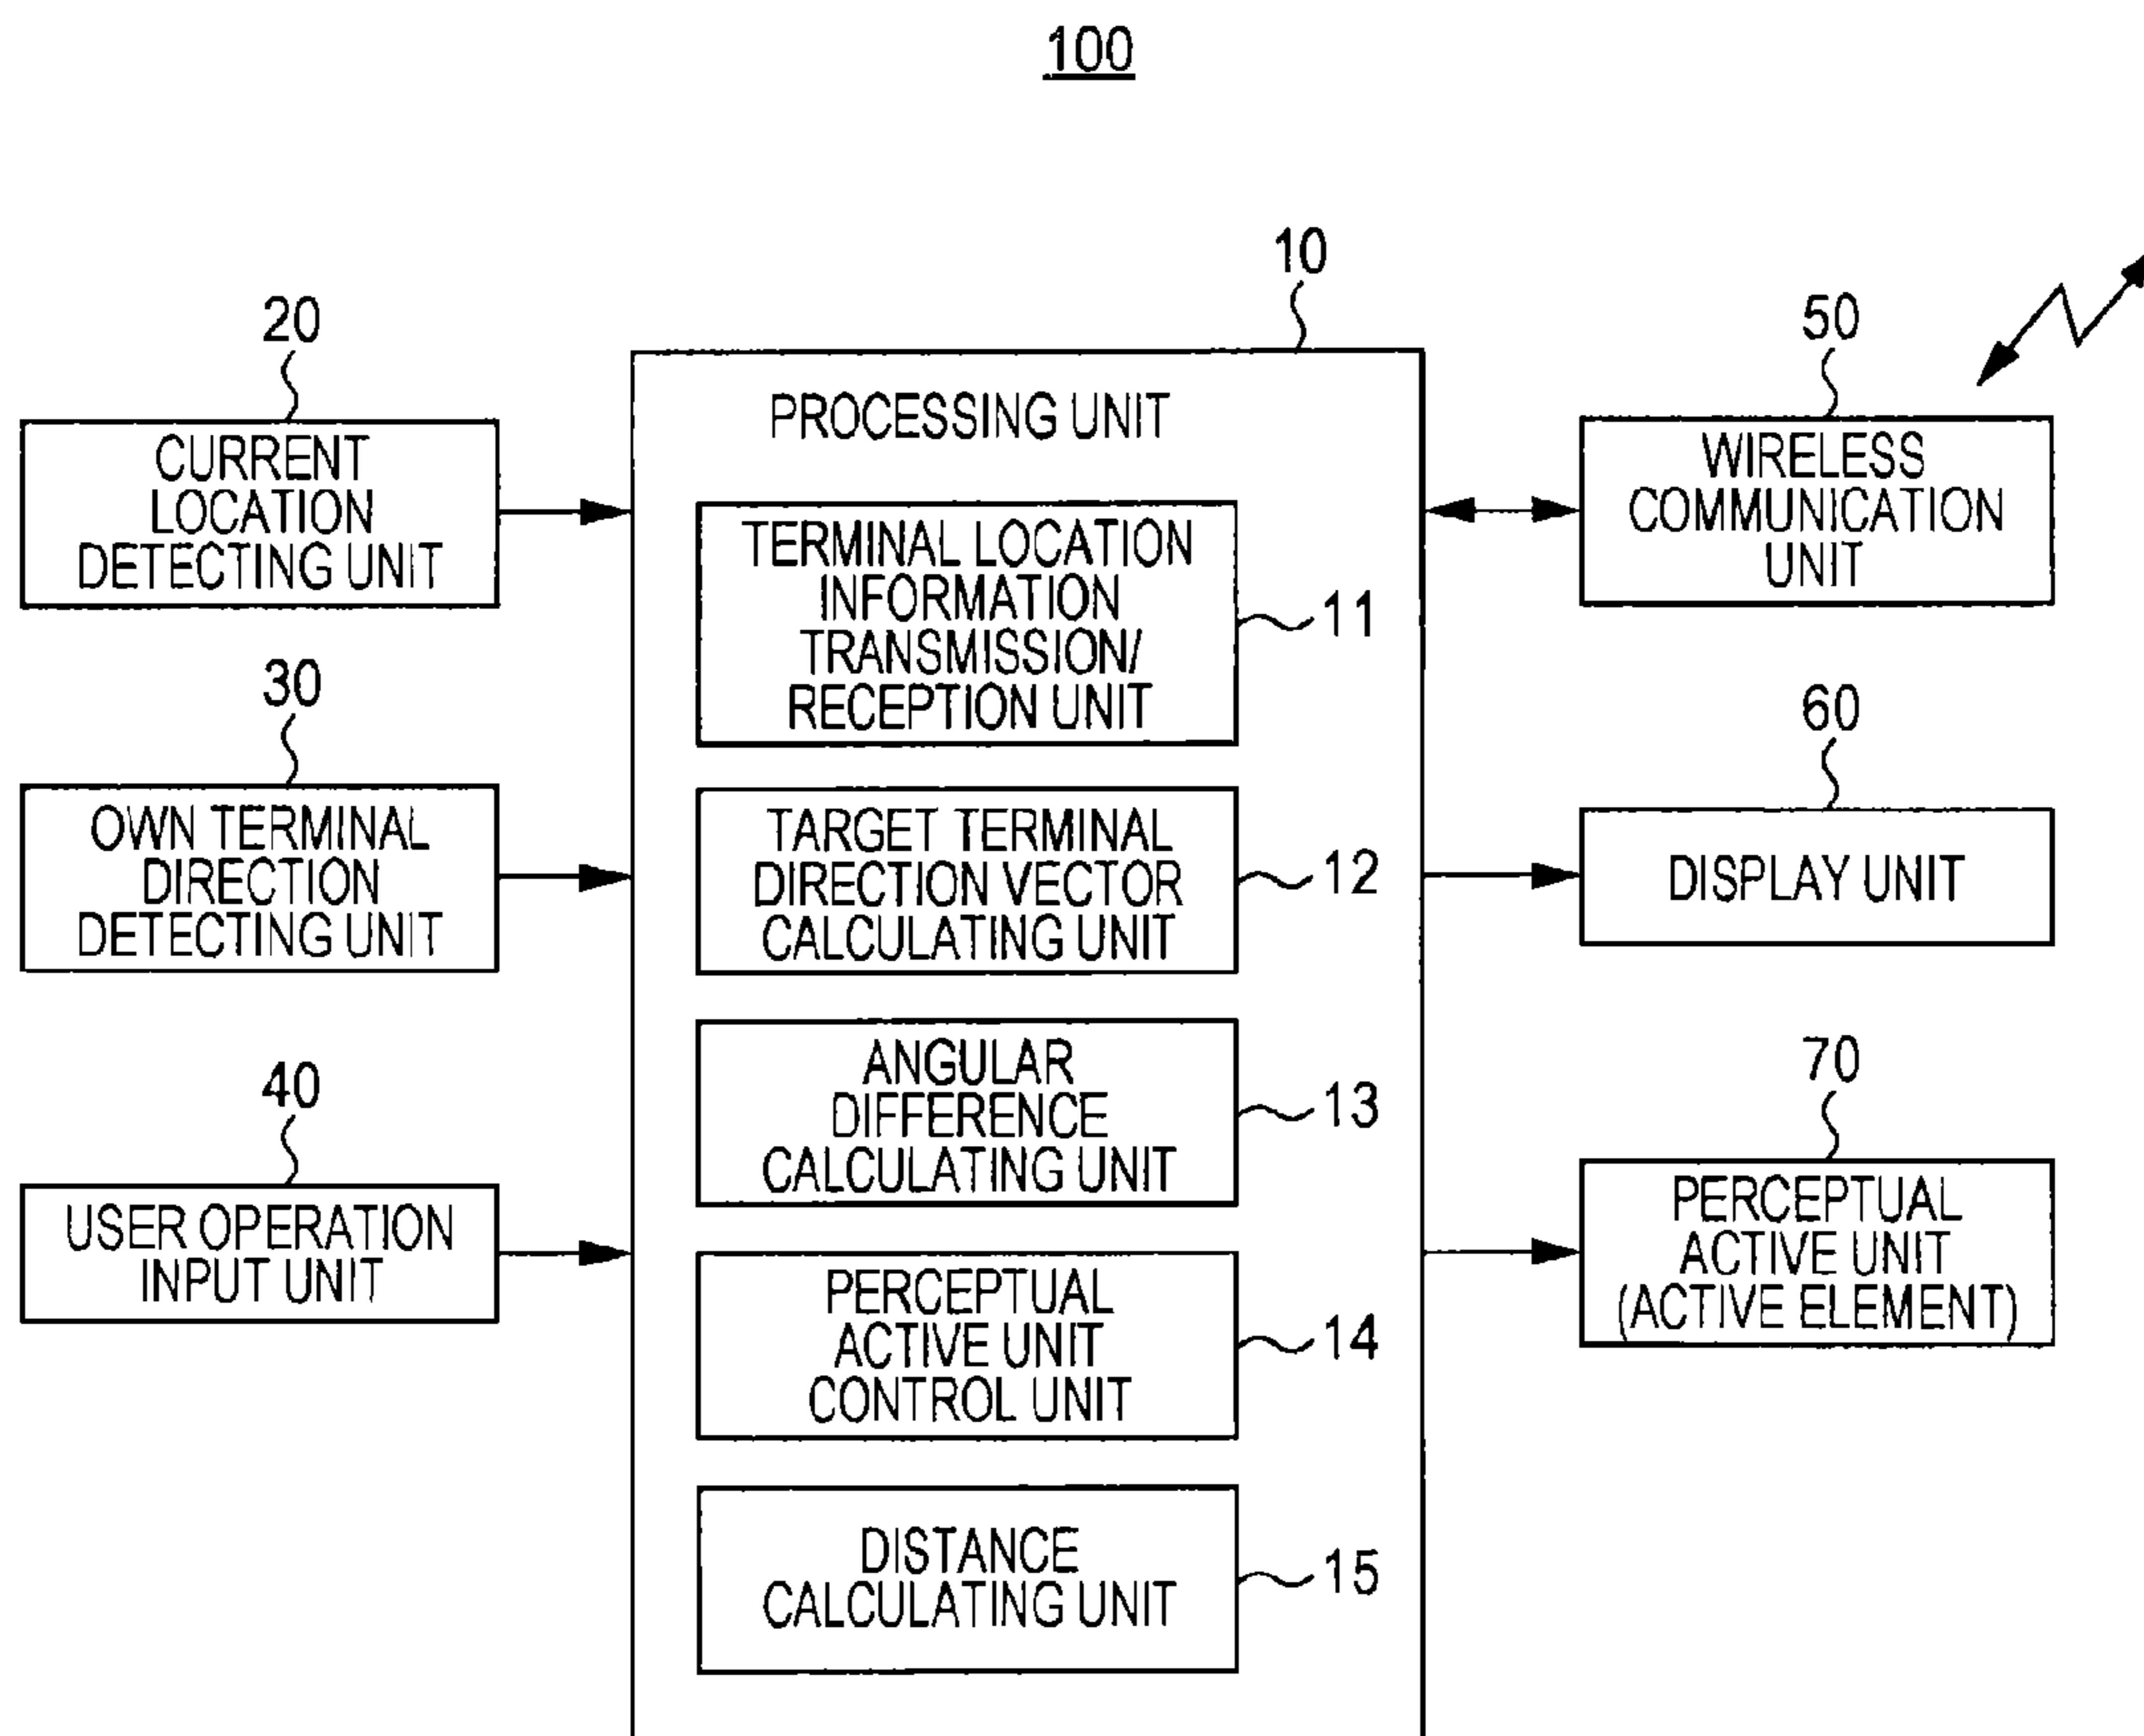 100
10
20
50
CURRENT
LOCATION
DETECTING UNIT
PROCESSING UNIT
WIRELESS
COMMUNICATION
UNIT
TERMINAL LOCATION
INFORMATION
TRANSMISSION/
RECEPTION UNIT
11
30
60
OWN TERMINAL
DIRECTION
DETECTING UNIT
TARGET TERMINAL
DIRECTION VECTOR
CALCULATING UNIT
12
DISPLAY UNIT
40
70
ANGULAR
DIFFERENCE
CALCULATING UNIT
13
USER OPERATION
INPUT UNIT
PERCEPTUAL
ACTIVE UNIT
(ACTIVE ELEMENT)
PERCEPTUAL
ACTIVE UNIT
CONTROL UNIT
14
DISTANCE
CALCULATING UNIT
15